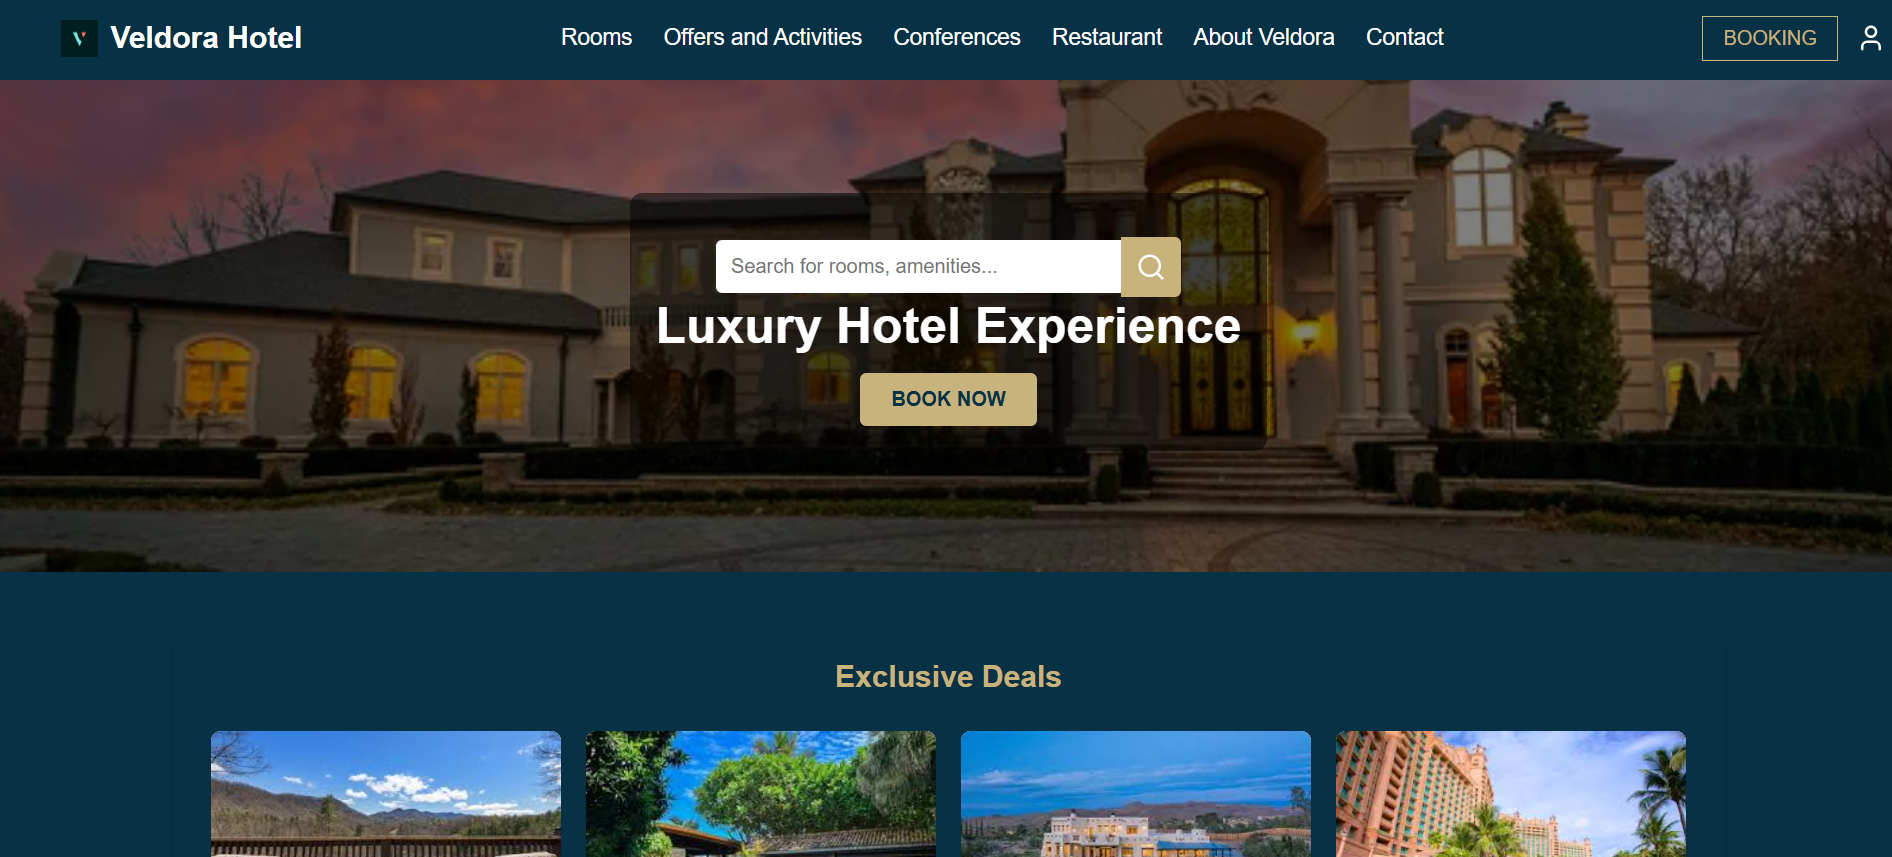 V
Veldora Hotel
Rooms
Offers and Activities
Conferences
Restaurant
About Veldora
Contact
BOOKING
Search for rooms, amenities...
Luxury Hotel Experience
BOOK NOW
Exclusive Deals